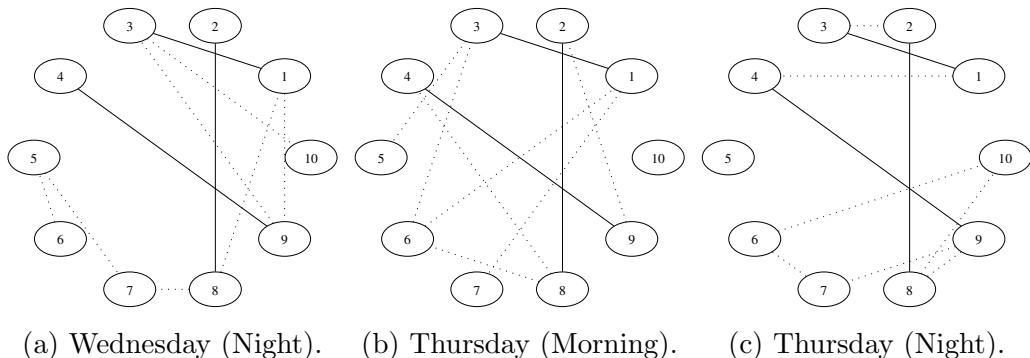 3 2 3 2 3 2
4 1 4 1 4 1
5 10 5 10 5 10
6 9 6 9 6 9
7 8 7 8 7 8
(a) Wednesday (Night). (b) Thursday (Morning). (c) Thursday (Night).